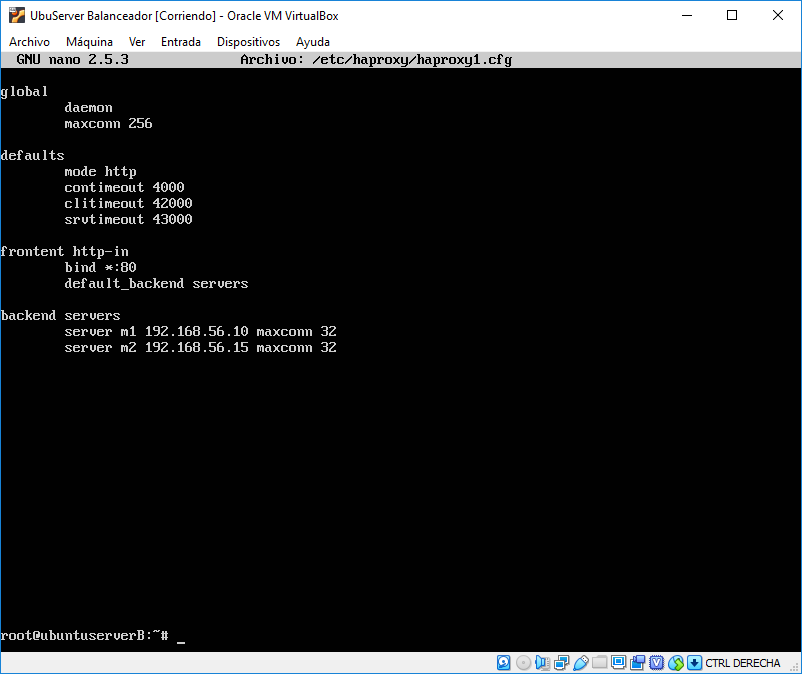 UbuServer Balanceador [Corriendo] - Oracle VM VirtualBox
Archivo Máquina Ver Entrada Dispositivos Ayuda
GNU nano 2.5.3 Archivo: /etc/haproxy/haproxy1.cfg
global
daemon
maxconn 256
defaults
mode http
contimeout 4000
clitimeout 42000
srvtimeout 43000
frontent http-in
bind *:80
default_backend servers
backend servers
server m1 192.168.56.10 maxconn 32
server m2 192.168.56.15 maxconn 32
root@ubuntuserverB:~# _
CTRL DERECHA